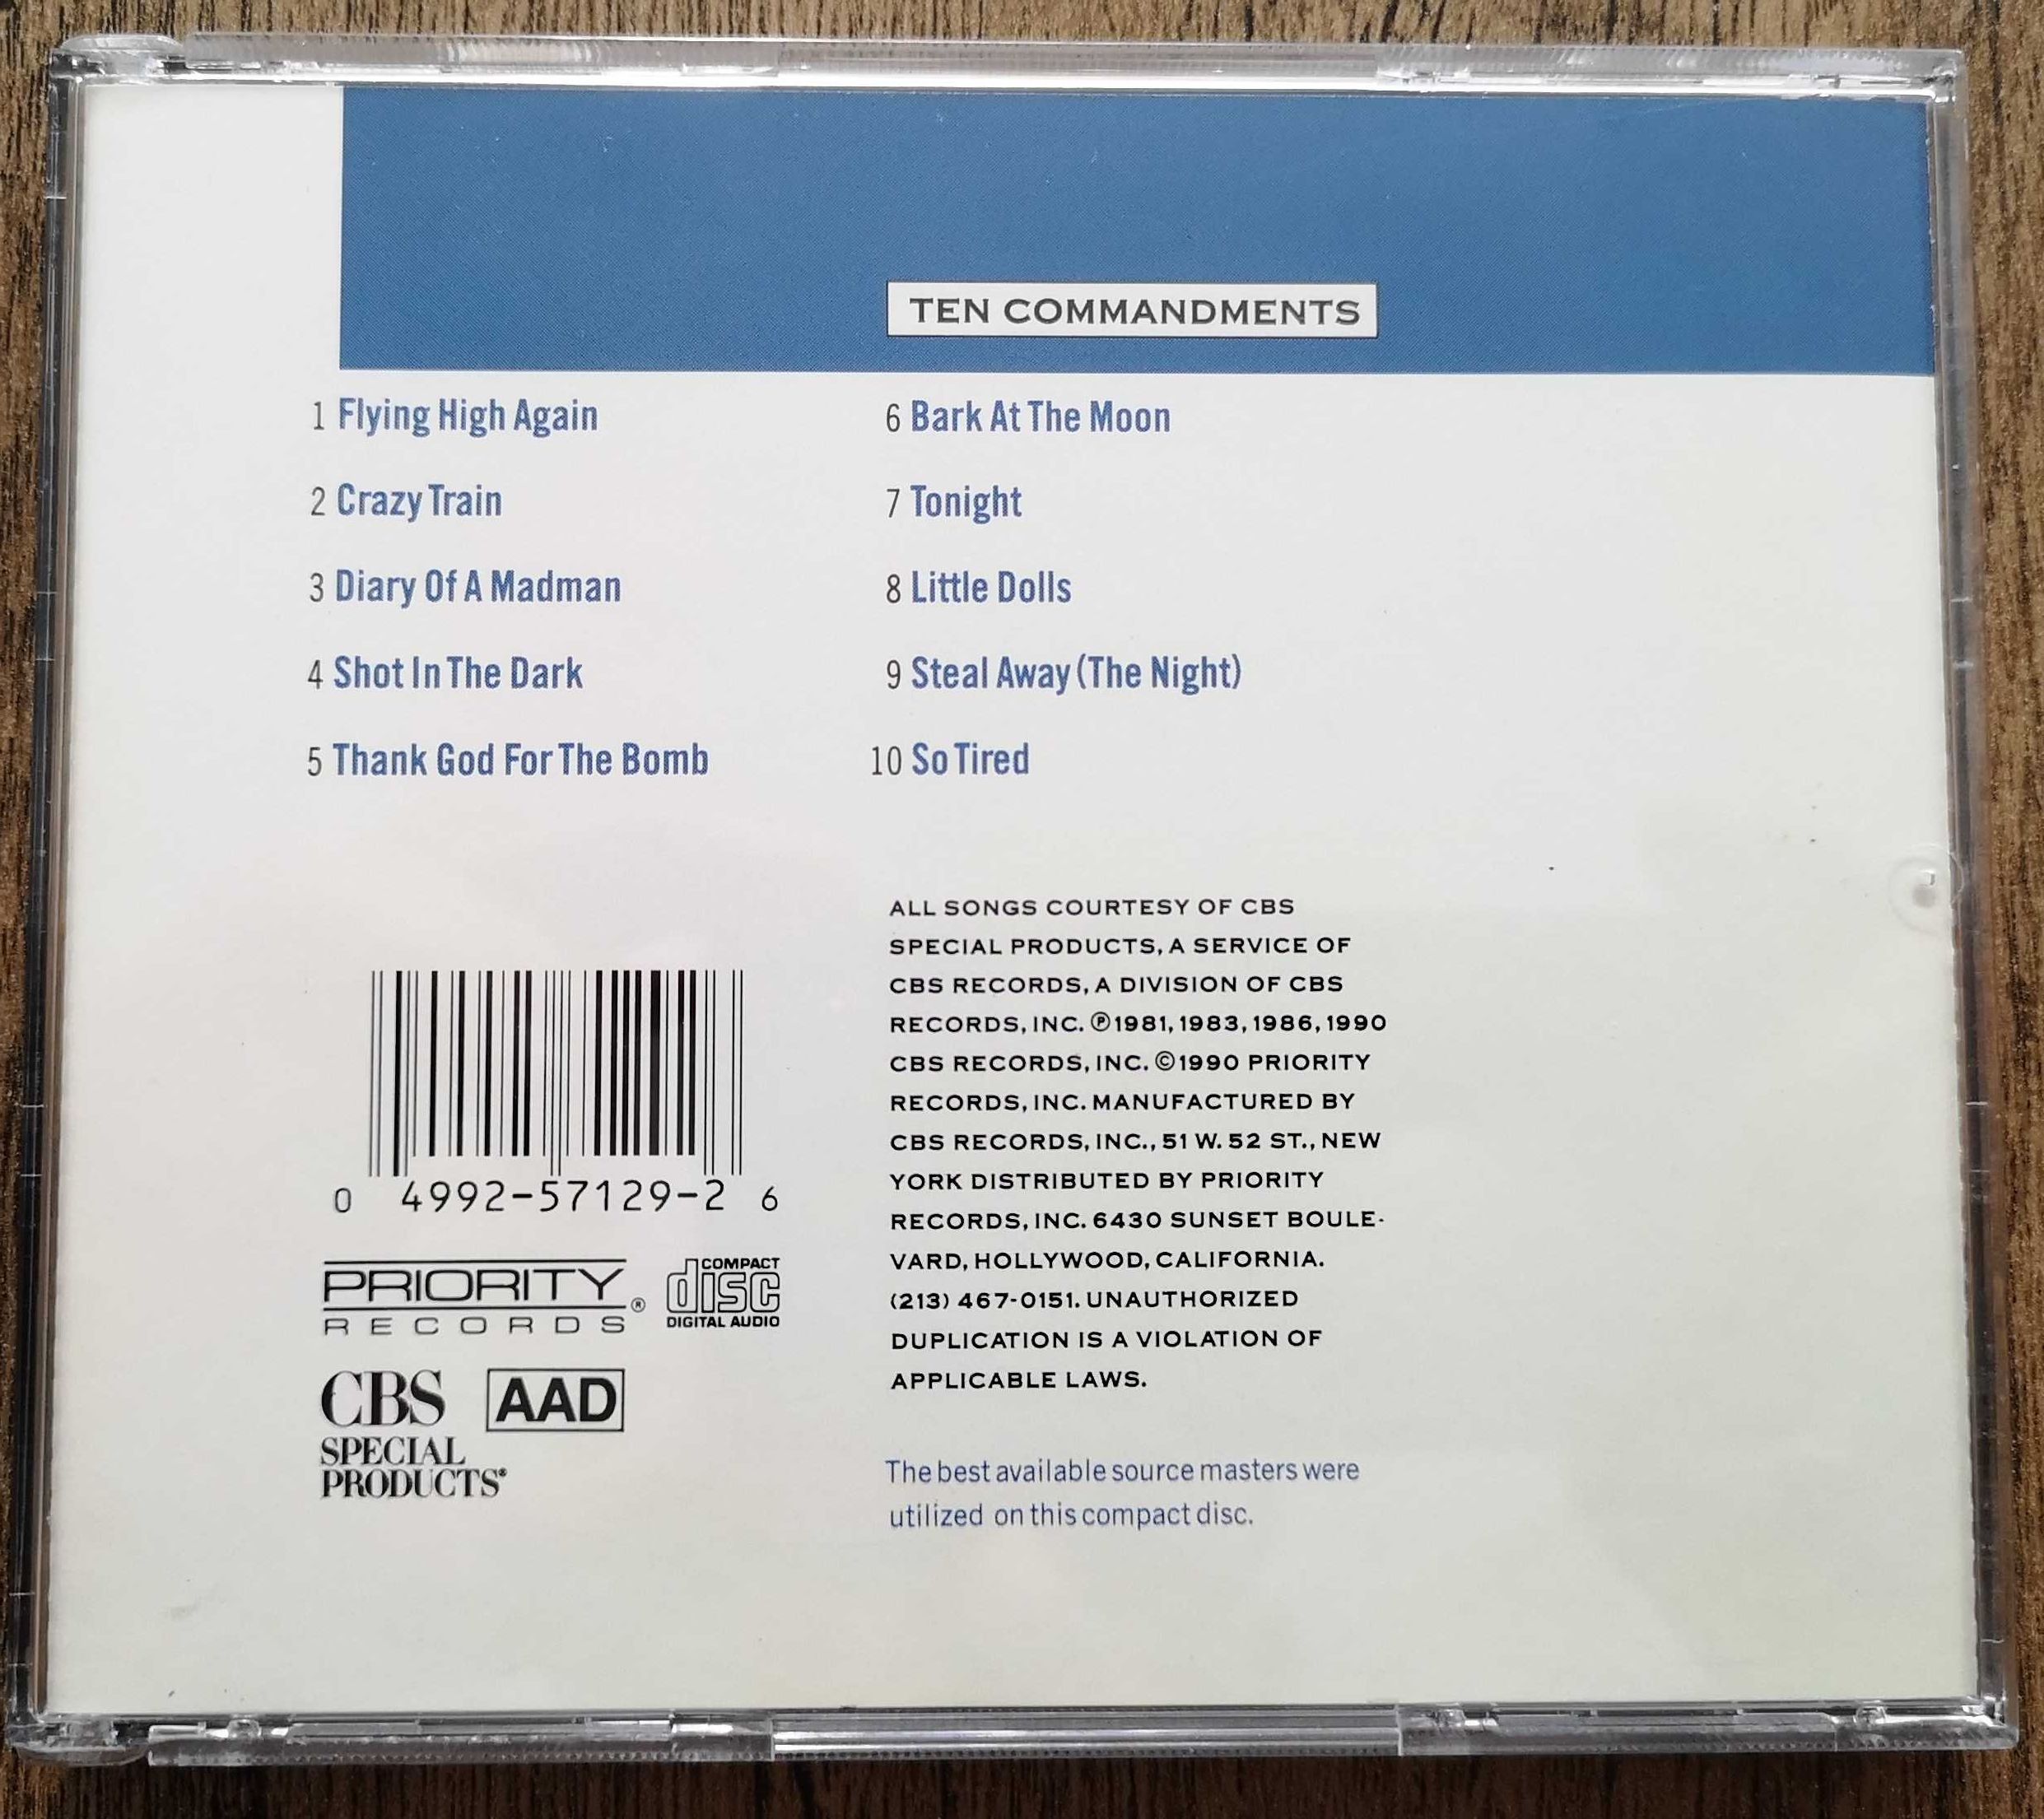 TEN COMMANDMENTS
1 Flying High Again
2 Crazy Train
3 Diary Of A Madman
4 Shot In The Dark
5 Thank God For The Bomb
6 Bark At The Moon
7 Tonight
8 Little Dolls
9 Steal Away (The Night)
10 So Tired
ALL SONGS COURTESY OF CBS
SPECIAL PRODUCTS, A SERVICE OF
CBS RECORDS, A DIVISION OF CBS
RECORDS, INC. ℗1981, 1983, 1986, 1990
CBS RECORDS, INC. ©1990 PRIORITY
RECORDS, INC. MANUFACTURED BY
CBS RECORDS, INC., 51 W. 52 ST., NEW
YORK DISTRIBUTED BY PRIORITY
RECORDS, INC. 6430 SUNSET BOULE-
VARD, HOLLYWOOD, CALIFORNIA.
(213) 467-0151. UNAUTHORIZED
DUPLICATION IS A VIOLATION OF
APPLICABLE LAWS.
The best available source masters were
utilized on this compact disc.
0 4992-57129-2 6
PRIORITY
RECORDS ®
COMPACT
disc
DIGITAL AUDIO
CBS
SPECIAL
PRODUCTS
AAD